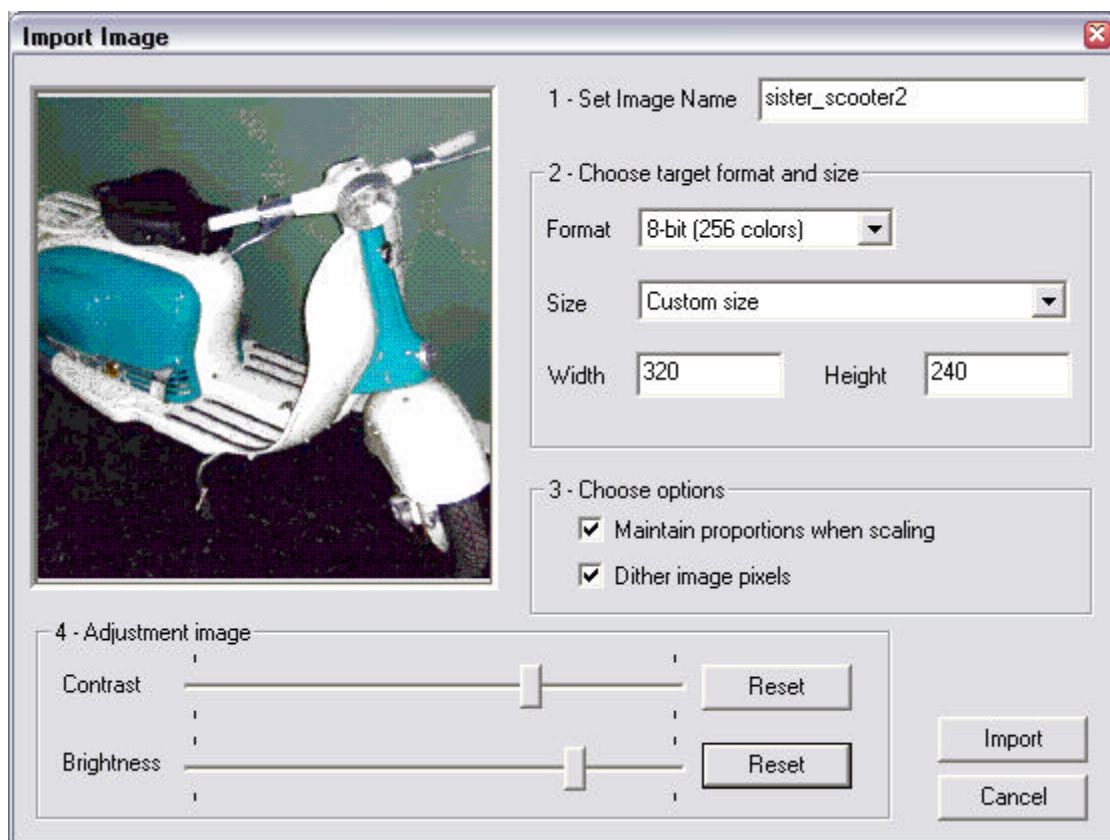 Import Image
1 - Set Image Name sister_scooter2
2 - Choose target format and size
Format 8-bit (256 colors)
Size Custom size
Width 320 Height 240
3 - Choose options
Maintain proportions when scaling
Dither image pixels
4 - Adjustment image
Contrast Reset
Brightness Reset
Import
Cancel